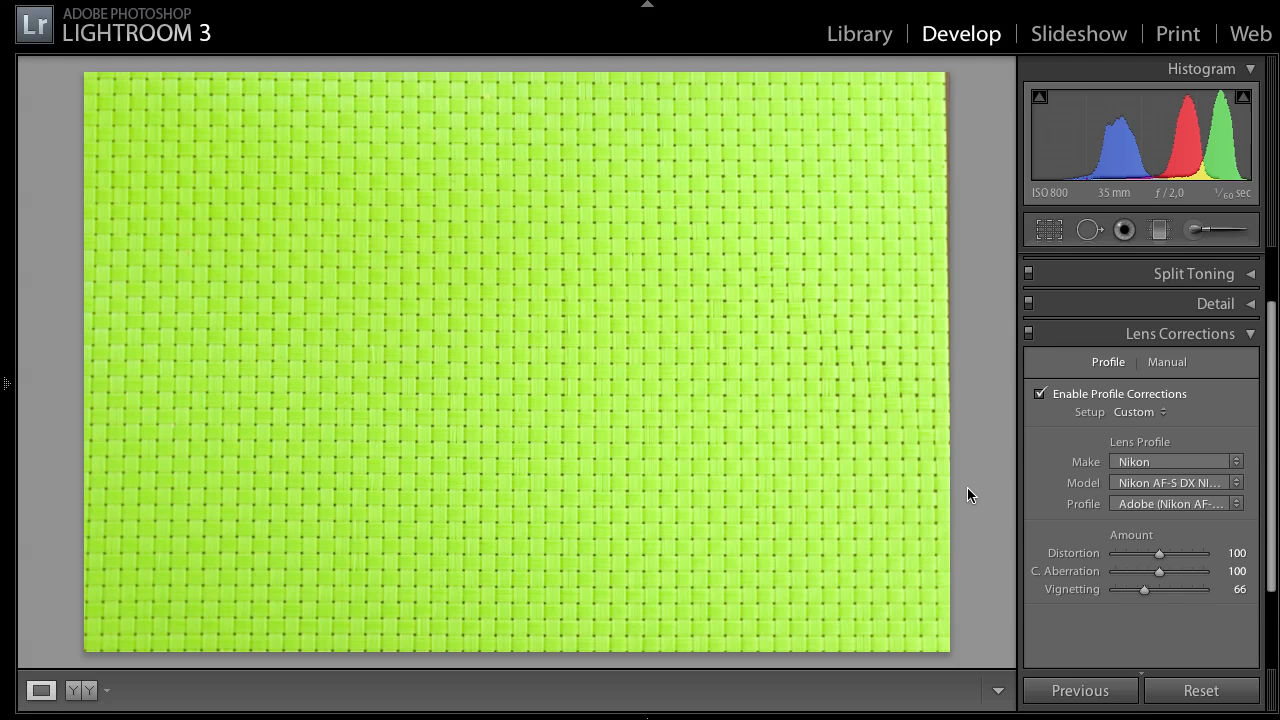 Lr
ADOBE PHOTOSHOP
LIGHTROOM 3
Library | Develop | Slideshow | Print | Web
Histogram
ISO 800 35 mm ƒ / 2,0 1/60 sec
Split Toning
Detail
Lens Corrections
Profile | Manual
Enable Profile Corrections
Setup Custom
Lens Profile
Make Nikon
Model Nikon AF-S DX NI...
Profile Adobe (Nikon AF-...
Amount
Distortion 100
C. Aberration 100
Vignetting 66
Y Y
Previous Reset